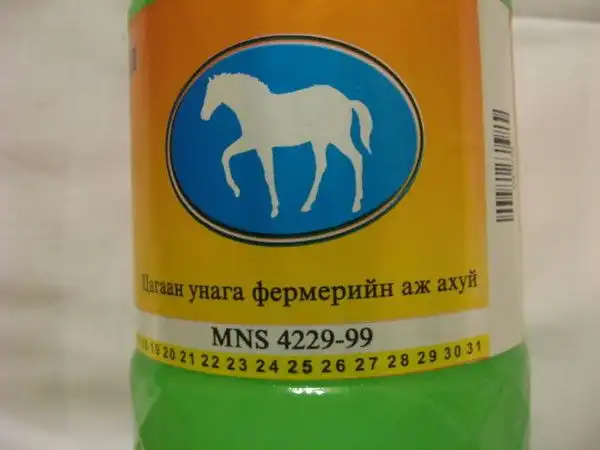 Цагаан унага фермерийн аж ахуй
MNS 4229-99
19 20 21 22 23 24 25 26 27 28 29 30 31